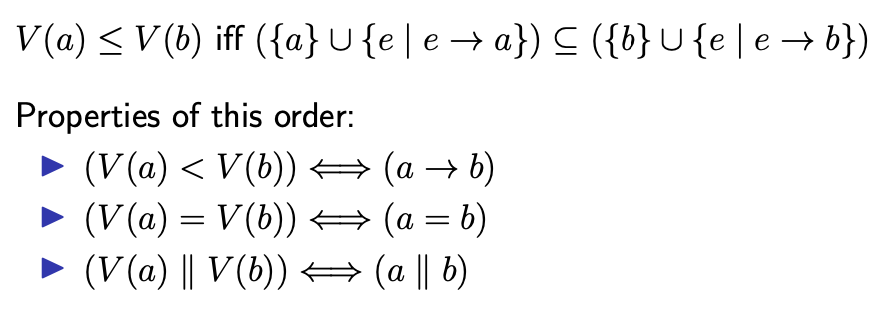 V(a) ≤ V(b) iff ({a} ∪ {e | e → a}) ⊆ ({b} ∪ {e | e → b})
Properties of this order:
▶ (V(a) < V(b)) ⟺ (a → b)
▶ (V(a) = V(b)) ⟺ (a = b)
▶ (V(a) ∥ V(b)) ⟺ (a ∥ b)